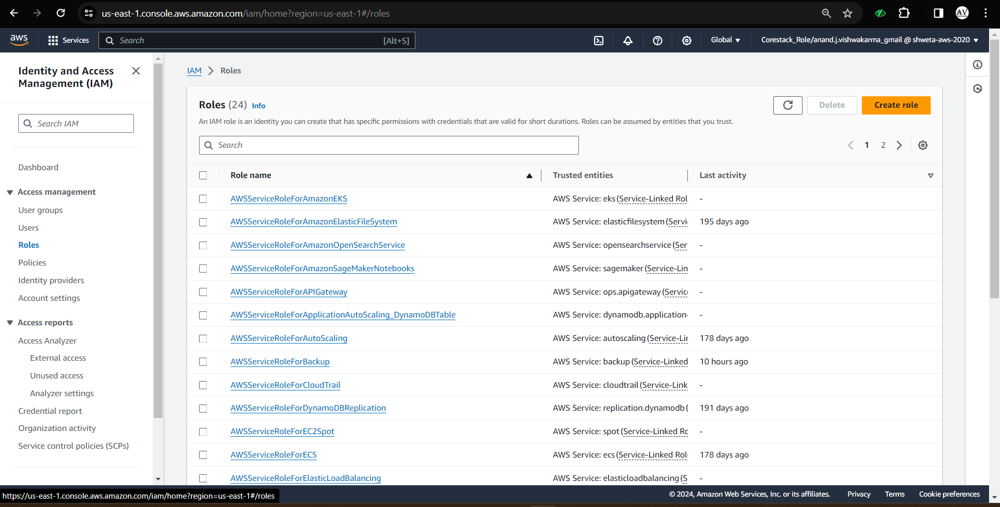 us-east-1.console.aws.amazon.com/iam/home?region=us-east-1#/roles
AV
aws
Services
Search
[Alt+S]
Global
Corestack_Role/anand.j.vishwakarma_gmail @ shweta-aws-2020
Identity and Access
Management (IAM)
Search IAM
Dashboard
Access management
User groups
Users
Roles
Policies
Identity providers
Account settings
Access reports
Access Analyzer
External access
Unused access
Analyzer settings
Credential report
Organization activity
Service control policies (SCPs)
IAM > Roles
Roles (24) Info
Delete
Create role
An IAM role is an identity you can create that has specific permissions with credentials that are valid for short durations. Roles can be assumed by entities that you trust.
Search
1 2
Role name Trusted entities Last activity
AWSServiceRoleForAmazonEKS AWS Service: eks (Service-Linked Rol -
AWSServiceRoleForAmazonElasticFileSystem AWS Service: elasticfilesystem (Servi 195 days ago
AWSServiceRoleForAmazonOpenSearchService AWS Service: opensearchservice (Ser -
AWSServiceRoleForAmazonSageMakerNotebooks AWS Service: sagemaker (Service-Lin -
AWSServiceRoleForAPIGateway AWS Service: ops.apigateway (Service -
AWSServiceRoleForApplicationAutoScaling_DynamoDBTable AWS Service: dynamodb.application- -
AWSServiceRoleForAutoScaling AWS Service: autoscaling (Service-Lin 178 days ago
AWSServiceRoleForBackup AWS Service: backup (Service-Linked 10 hours ago
AWSServiceRoleForCloudTrail AWS Service: cloudtrail (Service-Link -
AWSServiceRoleForDynamoDBReplication AWS Service: replication.dynamodb ( 191 days ago
AWSServiceRoleForEC2Spot AWS Service: spot (Service-Linked Ro -
AWSServiceRoleForECS AWS Service: ecs (Service-Linked Role 178 days ago
AWSServiceRoleForElasticLoadBalancing AWS Service: elasticloadbalancing (S -
https://us-east-1.console.aws.amazon.com/iam/home?region=us-east-1#/roles
© 2024, Amazon Web Services, Inc. or its affiliates.
Privacy
Terms
Cookie preferences